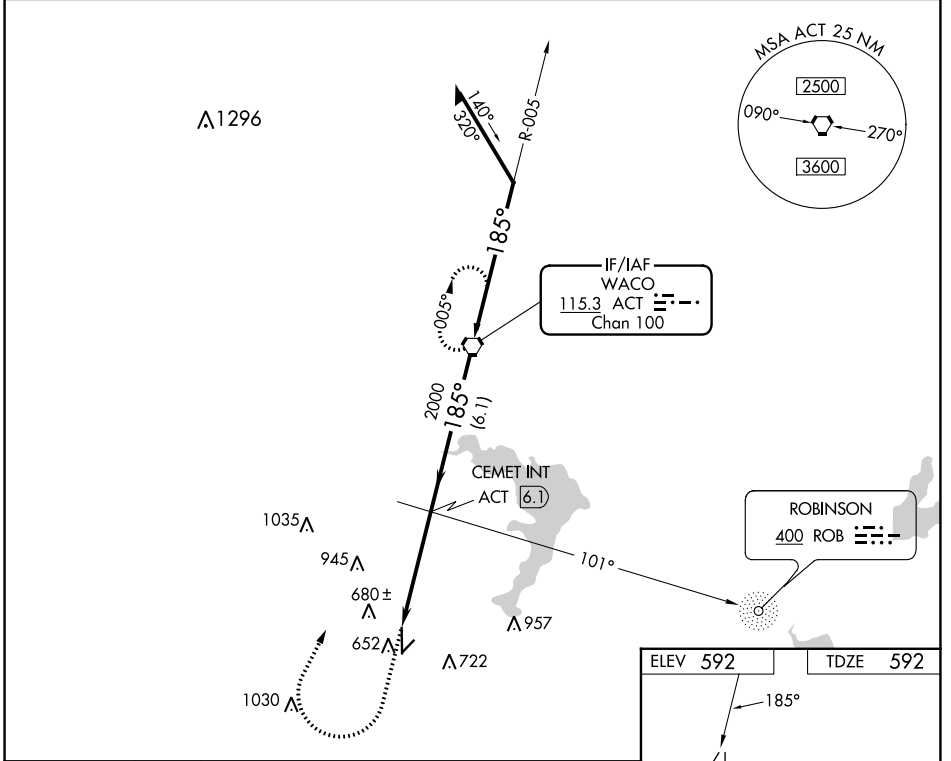 MSA ACT 25 NM
2500
090°
270°
3600
1296
140°
320°
R-005
185°
IF/IAF
WACO
115.3 ACT
Chan 100
005°
2000
185°
(6.1)
CEMET INT
ACT 6.1
101°
ROBINSON
400 ROB
1035
945
680±
652
957
722
1030
ELEV 592
TDZE 592
185°